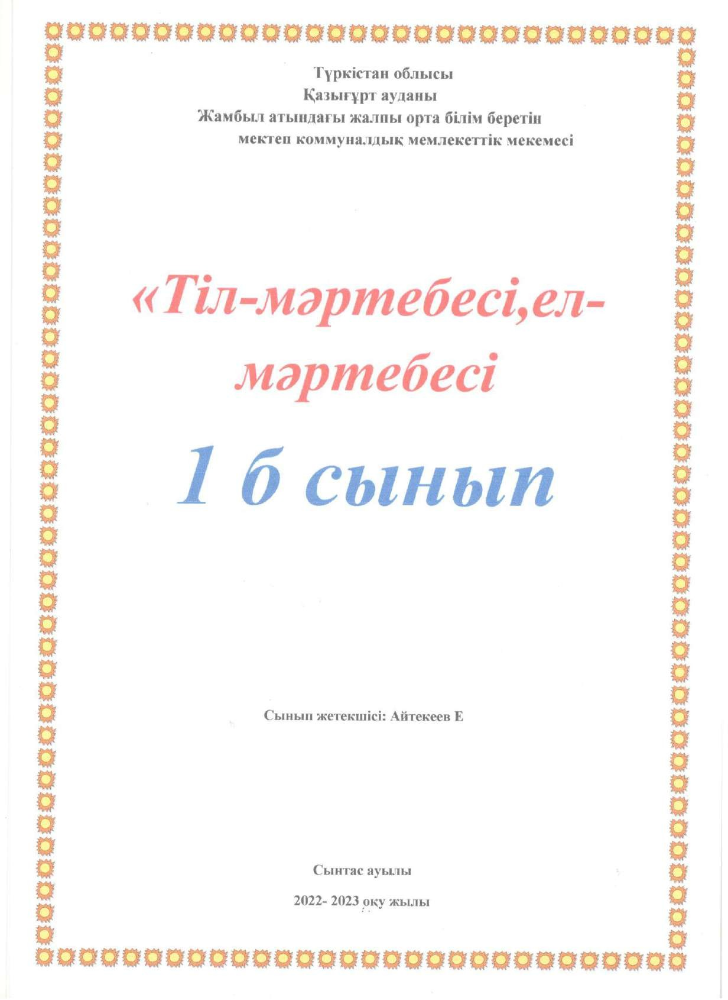 Түркістан облысы
Қазығұрт ауданы
Жамбыл атындағы жалпы орта білім беретін
мектеп коммуналдық мемлекеттік мекемесі
«Тіл-мәртебесі,ел-
мәртебесі
1 б сынып
Сынып жетекшісі: Айтекеев Е
Сынтас ауылы
2022- 2023 оқу жылы